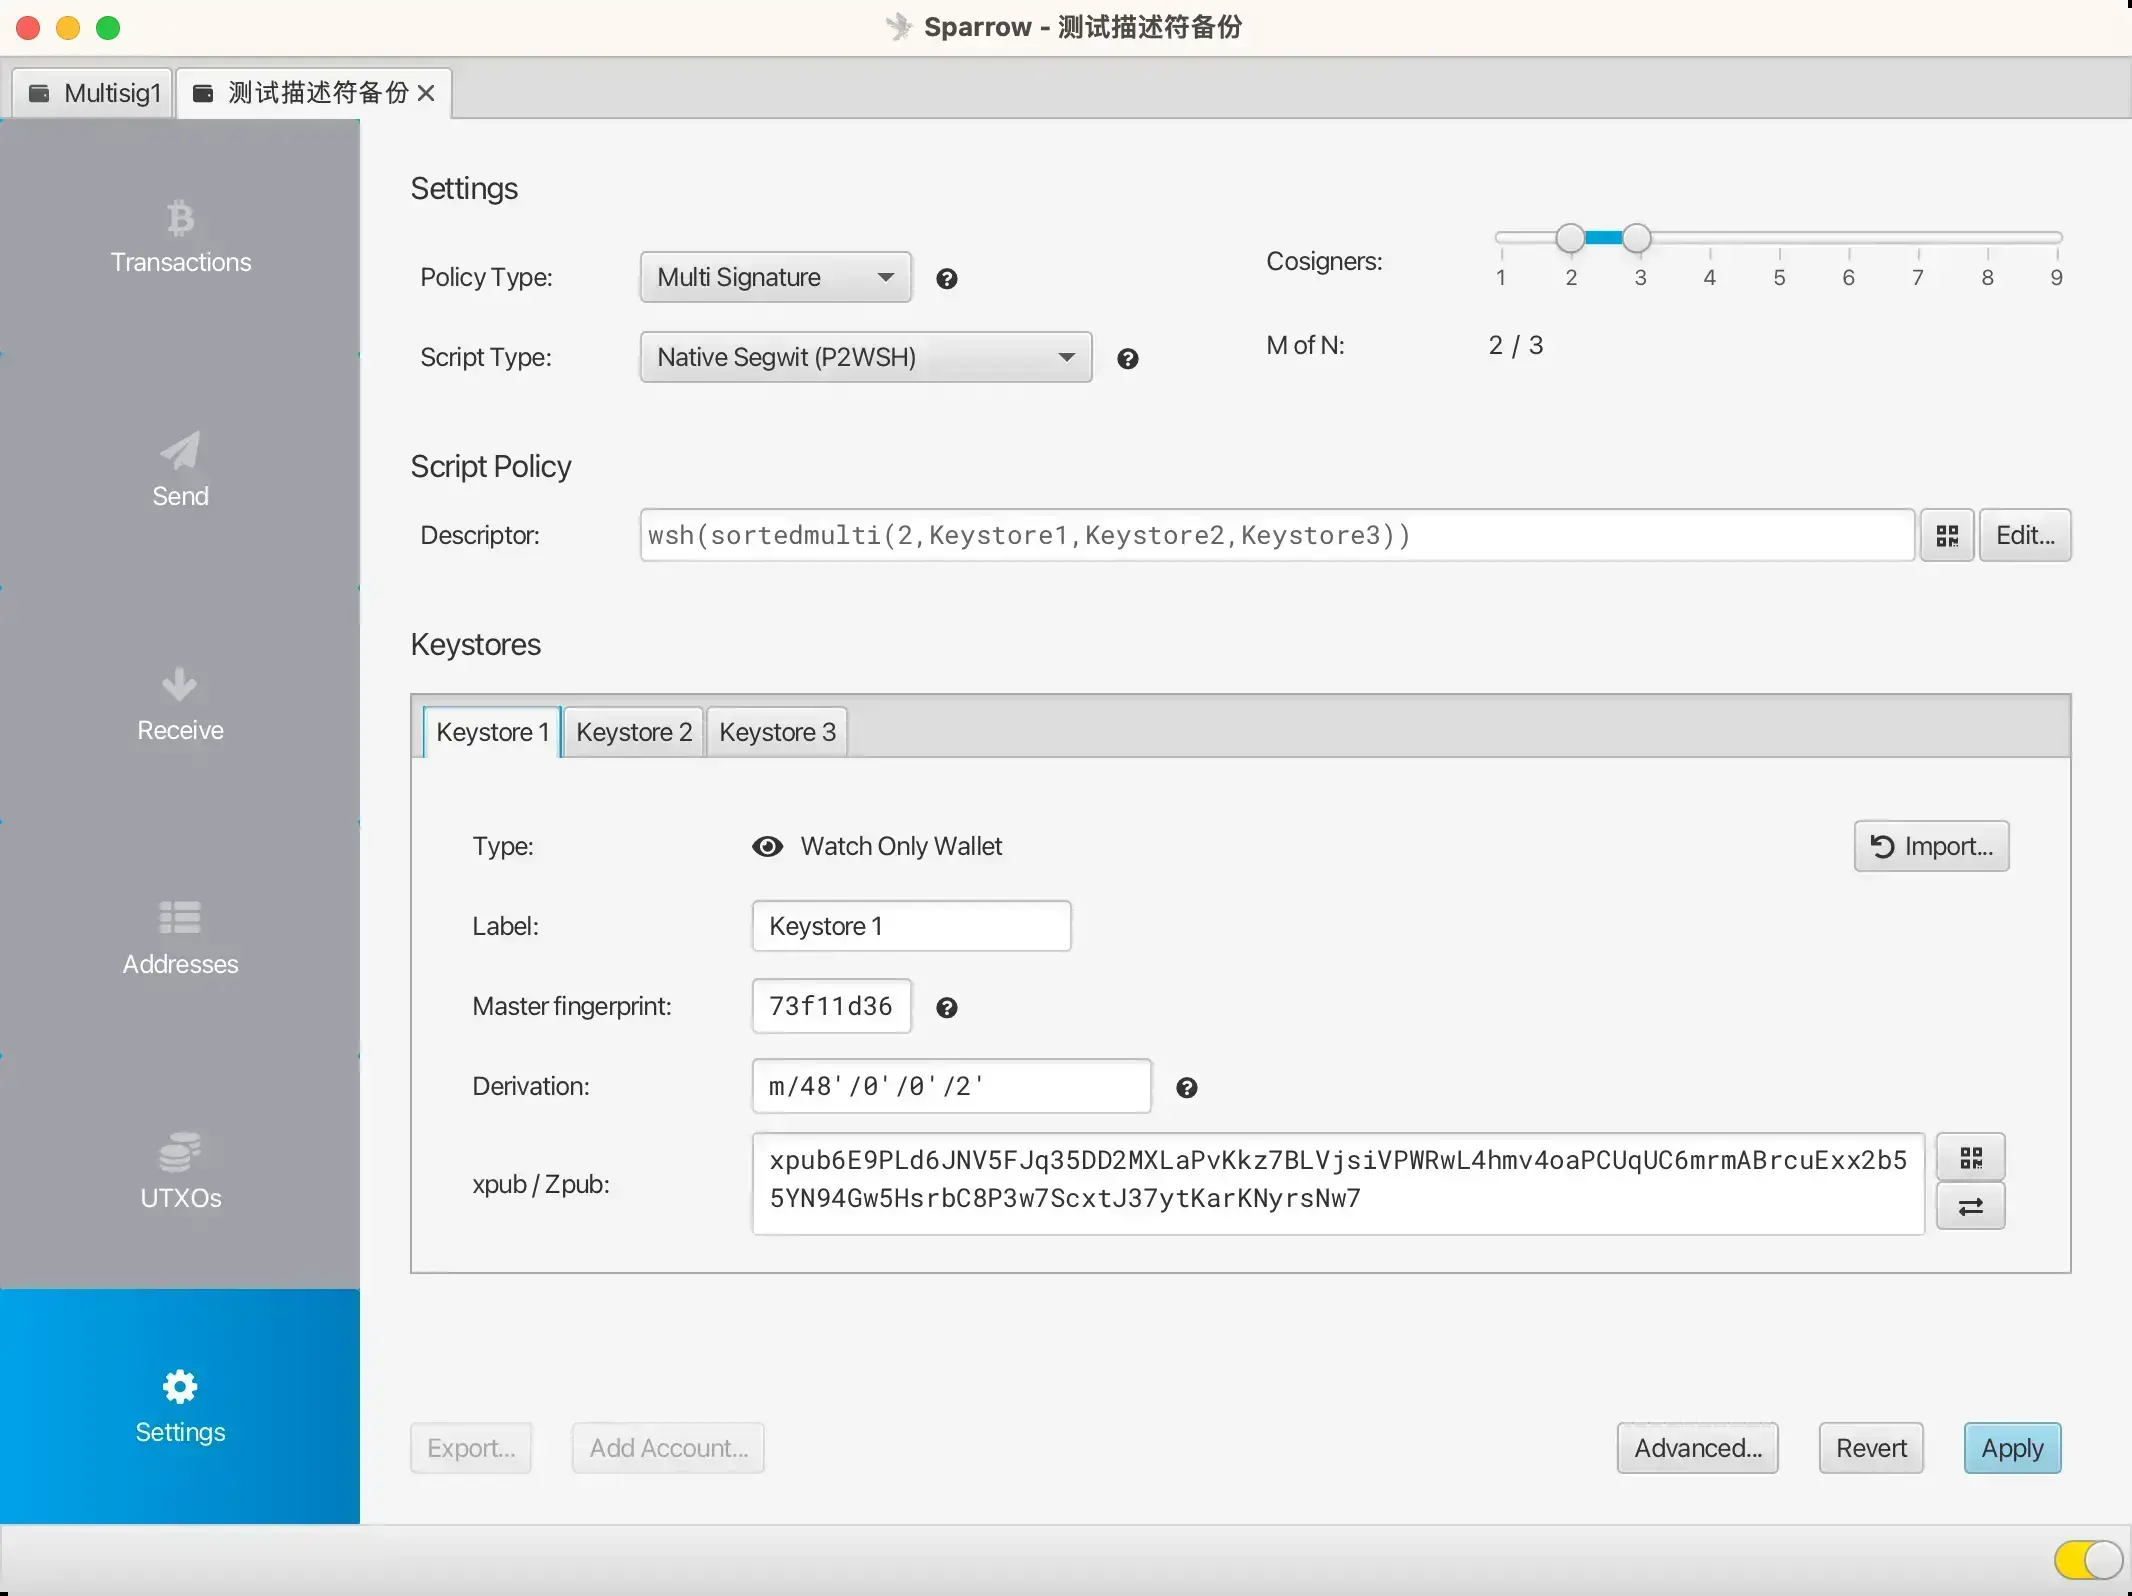 Sparrow - 测试描述符备份
Multisig1
测试描述符备份
Transactions
Send
Receive
Addresses
UTXOs
Settings
Settings
Policy Type:
Multi Signature
Cosigners:
1 2 3 4 5 6 7 8 9
Script Type:
Native Segwit (P2WSH)
M of N:
2 / 3
Script Policy
Descriptor:
wsh(sortedmulti(2,Keystore1,Keystore2,Keystore3))
Edit...
Keystores
Keystore 1
Keystore 2
Keystore 3
Type:
Watch Only Wallet
Import...
Label:
Keystore 1
Master fingerprint:
73f11d36
Derivation:
m/48'/0'/0'/2'
xpub / Zpub:
xpub6E9PLd6JNV5FJq35DD2MXLaPvKkz7BLVjsiVPWRwL4hmv4oaPCUqUC6mrmABrcuExx2b5
5YN94Gw5HsrbC8P3w7ScxtJ37ytKarKNyrsNw7
Export...
Add Account...
Advanced...
Revert
Apply